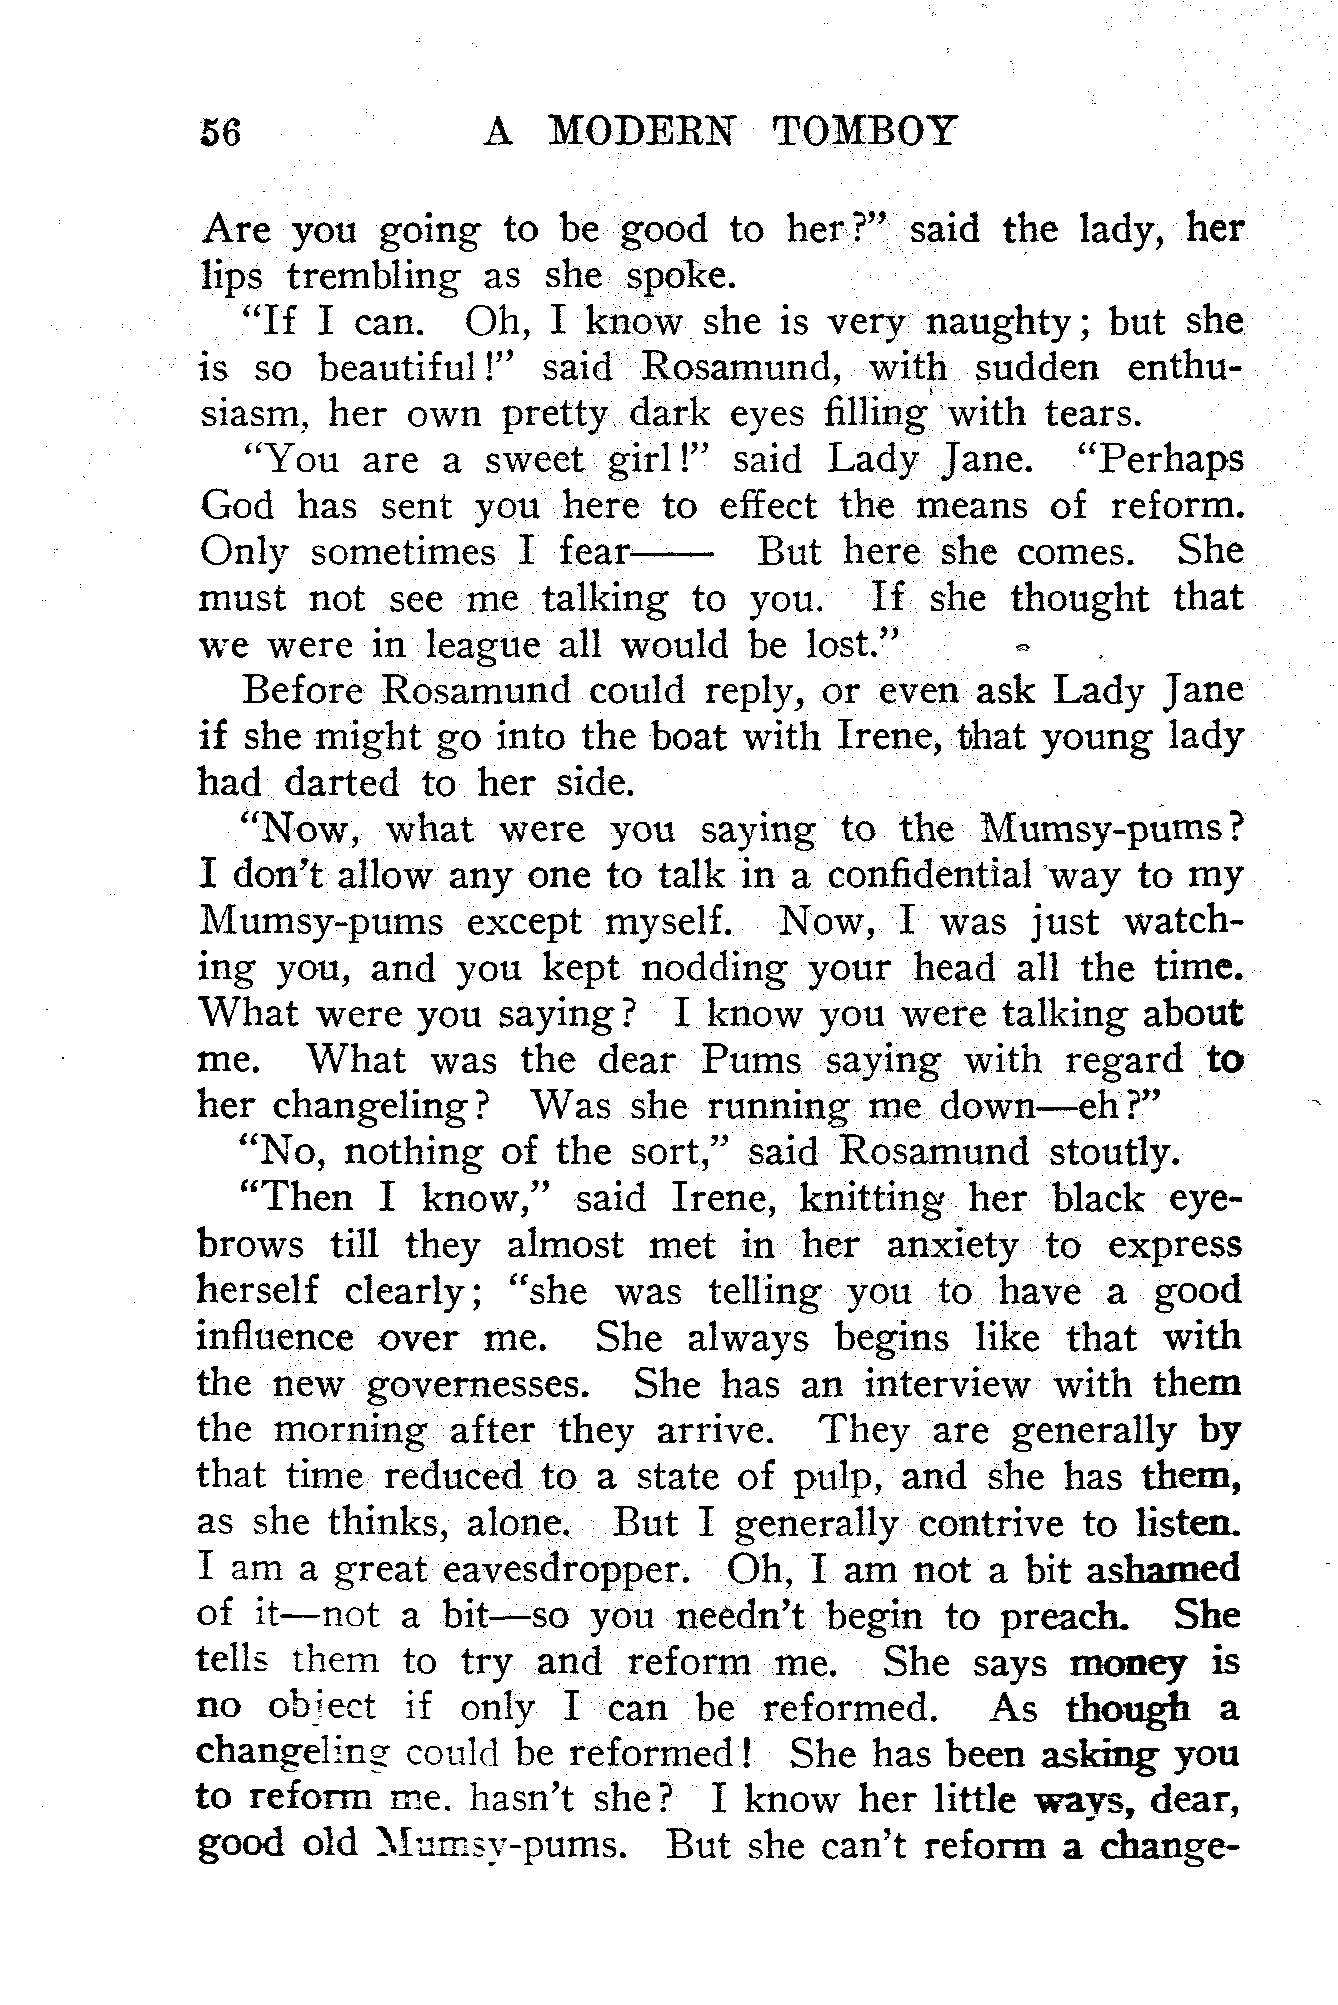 56 A MODERN TOMBOY
Are you going to be good to her?” said the lady, her
lips trembling as she spoke.
“If I can. Oh, I know she is very naughty; but she
is so beautiful!” said Rosamund, with sudden enthu-
siasm, her own pretty dark eyes filling with tears.
“You are a sweet girl!” said Lady Jane. “Perhaps
God has sent you here to effect the means of reform.
Only sometimes I fear—— But here she comes. She
must not see me talking to you. If she thought that
we were in league all would be lost.”
Before Rosamund could reply, or even ask Lady Jane
if she might go into the boat with Irene, that young lady
had darted to her side.
“Now, what were you saying to the Mumsy-pums?
I don’t allow any one to talk in a confidential way to my
Mumsy-pums except myself. Now, I was just watch-
ing you, and you kept nodding your head all the time.
What were you saying? I know you were talking about
me. What was the dear Pums saying with regard to
her changeling? Was she running me down—eh?”
“No, nothing of the sort,” said Rosamund stoutly.
“Then I know,” said Irene, knitting her black eye-
brows till they almost met in her anxiety to express
herself clearly; “she was telling you to have a good
influence over me. She always begins like that with
the new governesses. She has an interview with them
the morning after they arrive. They are generally by
that time reduced to a state of pulp, and she has them,
as she thinks, alone. But I generally contrive to listen.
I am a great eavesdropper. Oh, I am not a bit ashamed
of it—not a bit—so you needn’t begin to preach. She
tells them to try and reform me. She says money is
no object if only I can be reformed. As though a
changeling could be reformed! She has been asking you
to reform me. hasn’t she? I know her little ways, dear,
good old Mumsy-pums. But she can’t reform a change-